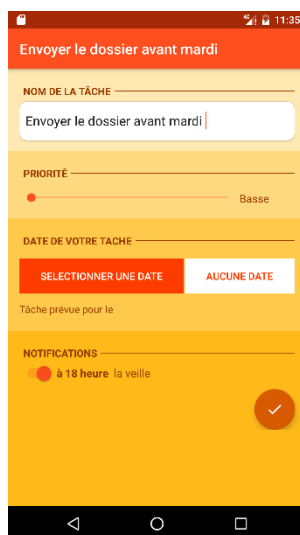 11:35
Envoyer le dossier avant
mardi
NOM DE LA TÂCHE
Envoyer le dossier avant mardi
PRIORITÉ
Basse
DATE DE VOTRE TACHE
SELECTIONNER UNE DATE AUCUNE DATE
Tâche prévue pour le
NOTIFICATIONS
à 18 heure la veille